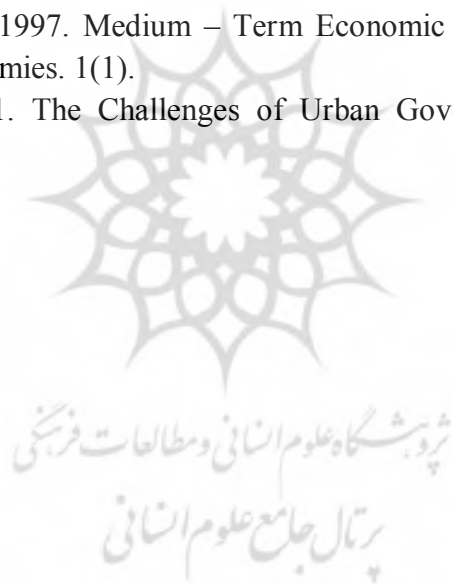 1997. Medium – Term Economic
mies. 1(1).
. The Challenges of Urban Gov
پژوهشگاه علوم انسانی و مطالعات فرهنگی
پرتال جامع علوم انسانی